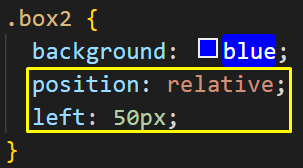 .box2 {
background: blue;
position: relative;
left: 50px;
}